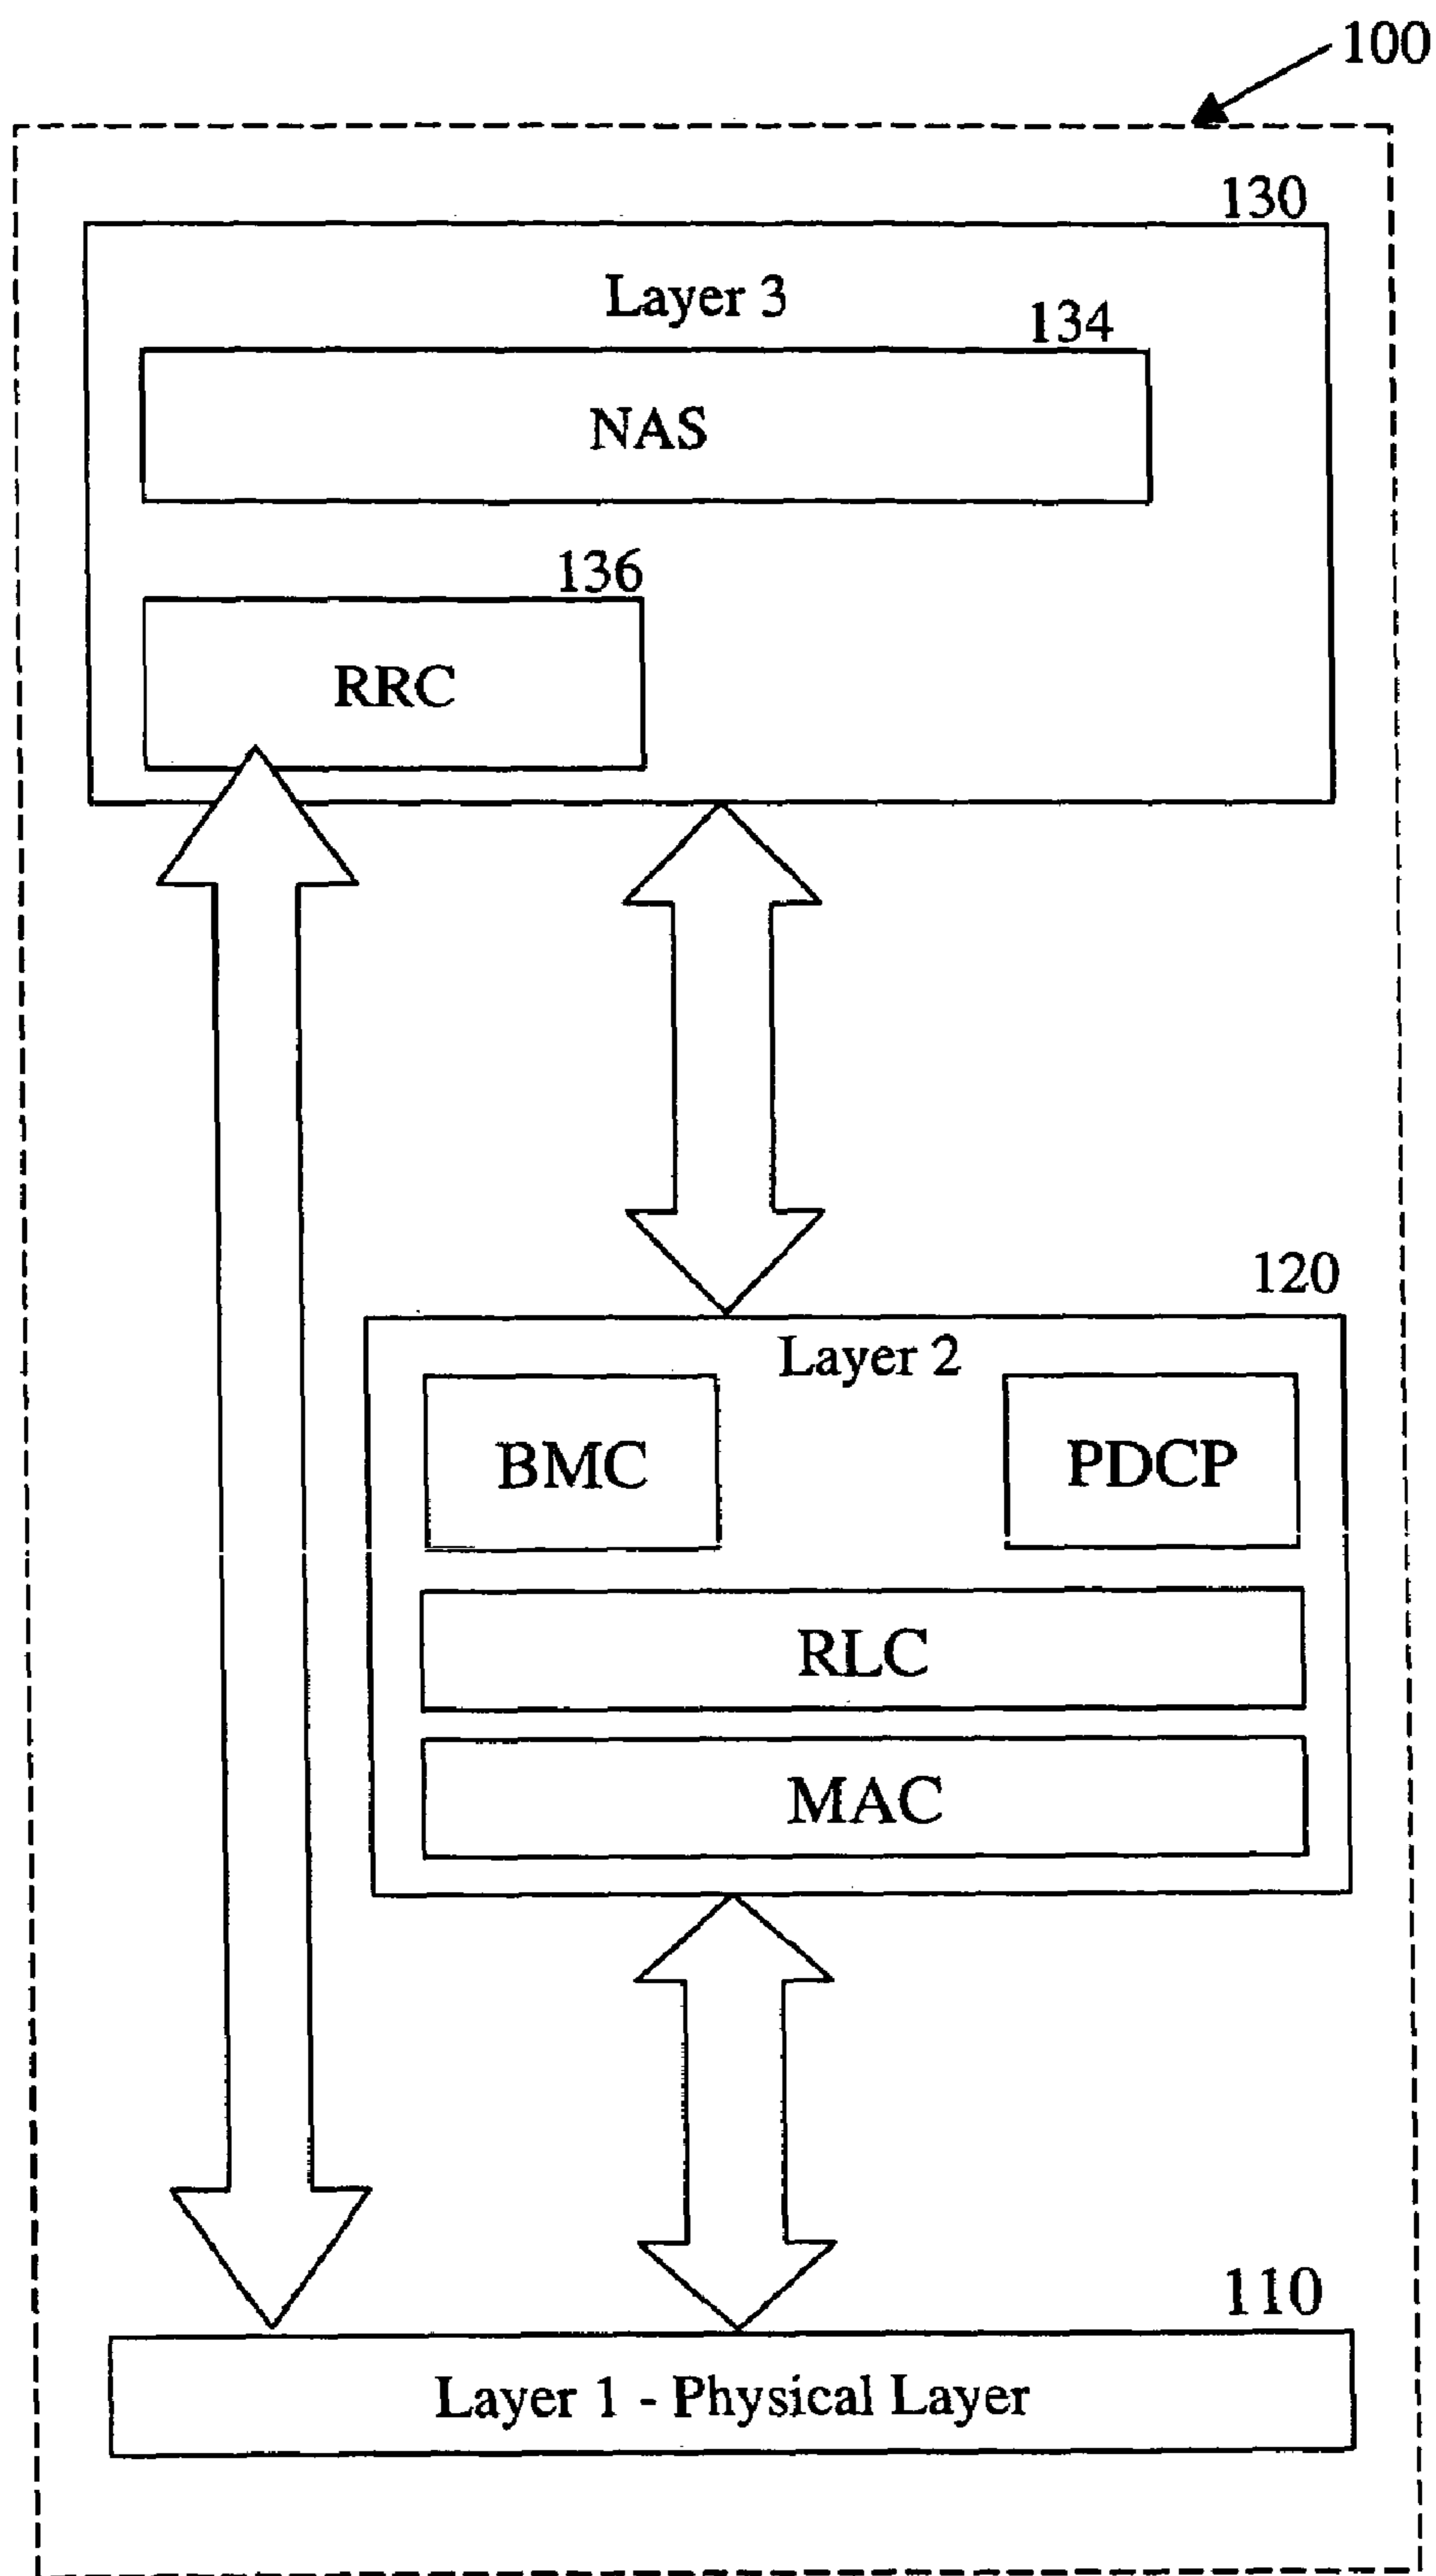 100
130
Layer 3
134
NAS
136
RRC
120
Layer 2
BMC
PDCP
RLC
MAC
110
Layer 1 - Physical Layer